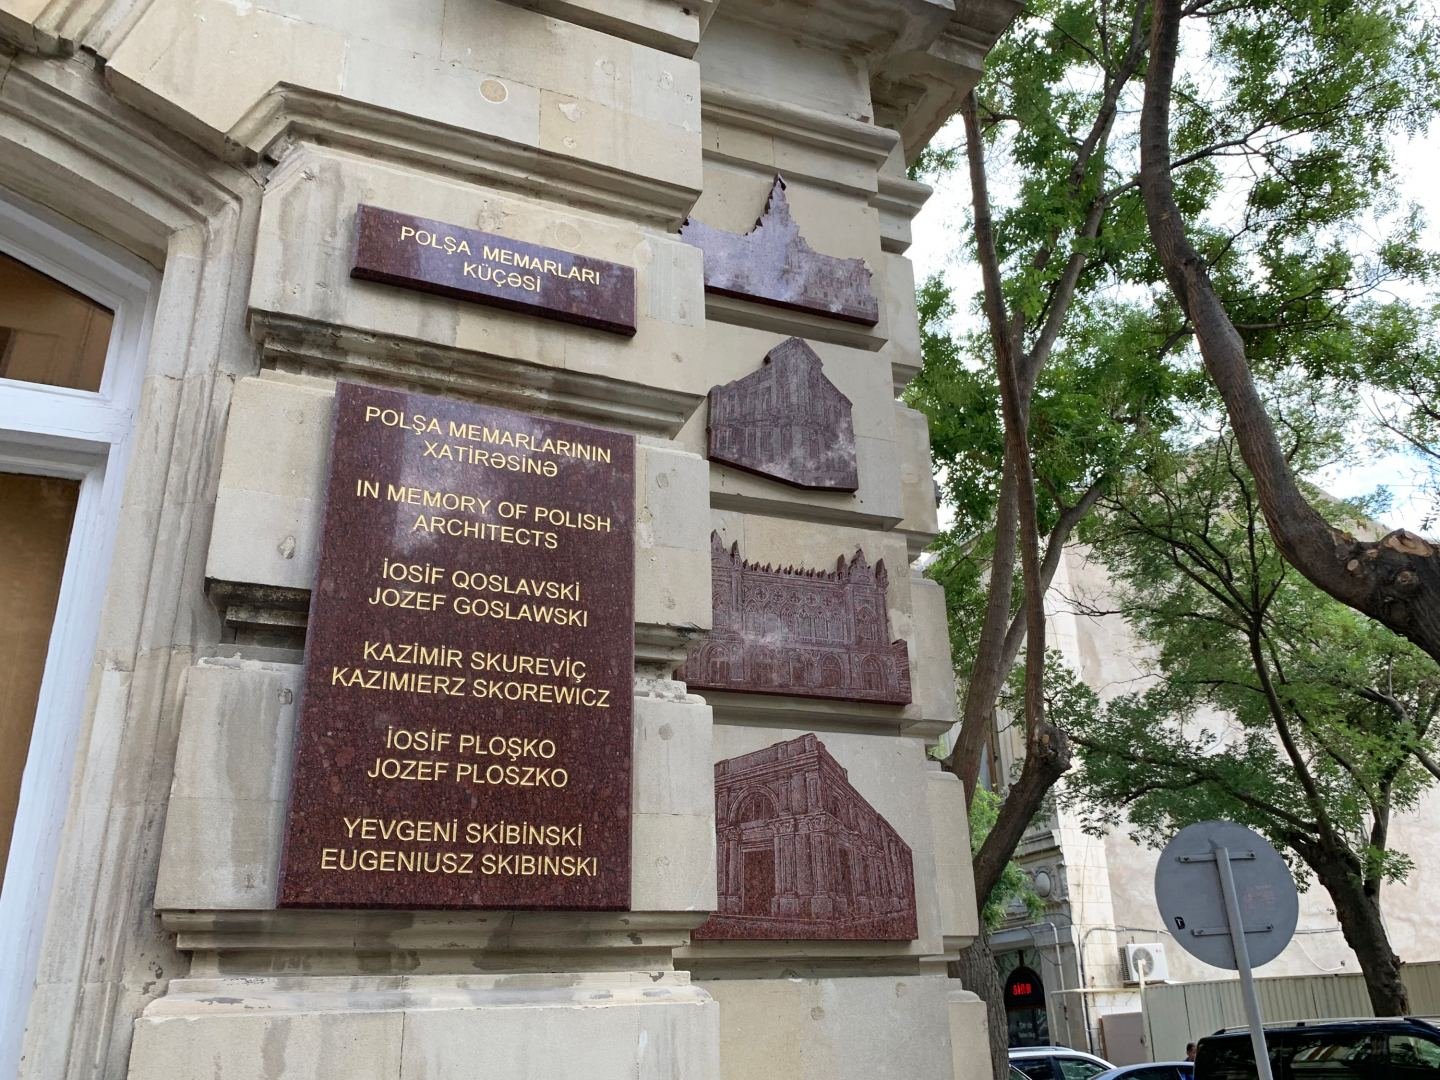 POLŞA MEMARLARI
KÜÇƏSİ
POLŞA MEMARLARININ
XATİRƏSİNƏ
IN MEMORY OF POLISH
ARCHITECTS
İOSİF QOSLAVSKİ
JOZEF GOSLAWSKI
KAZİMİR SKUREVİÇ
KAZIMIERZ SKOREWICZ
İOSİF PLOŞKO
JOZEF PLOSZKO
YEVGENİ SKİBİNSKİ
EUGENIUSZ SKIBINSKI